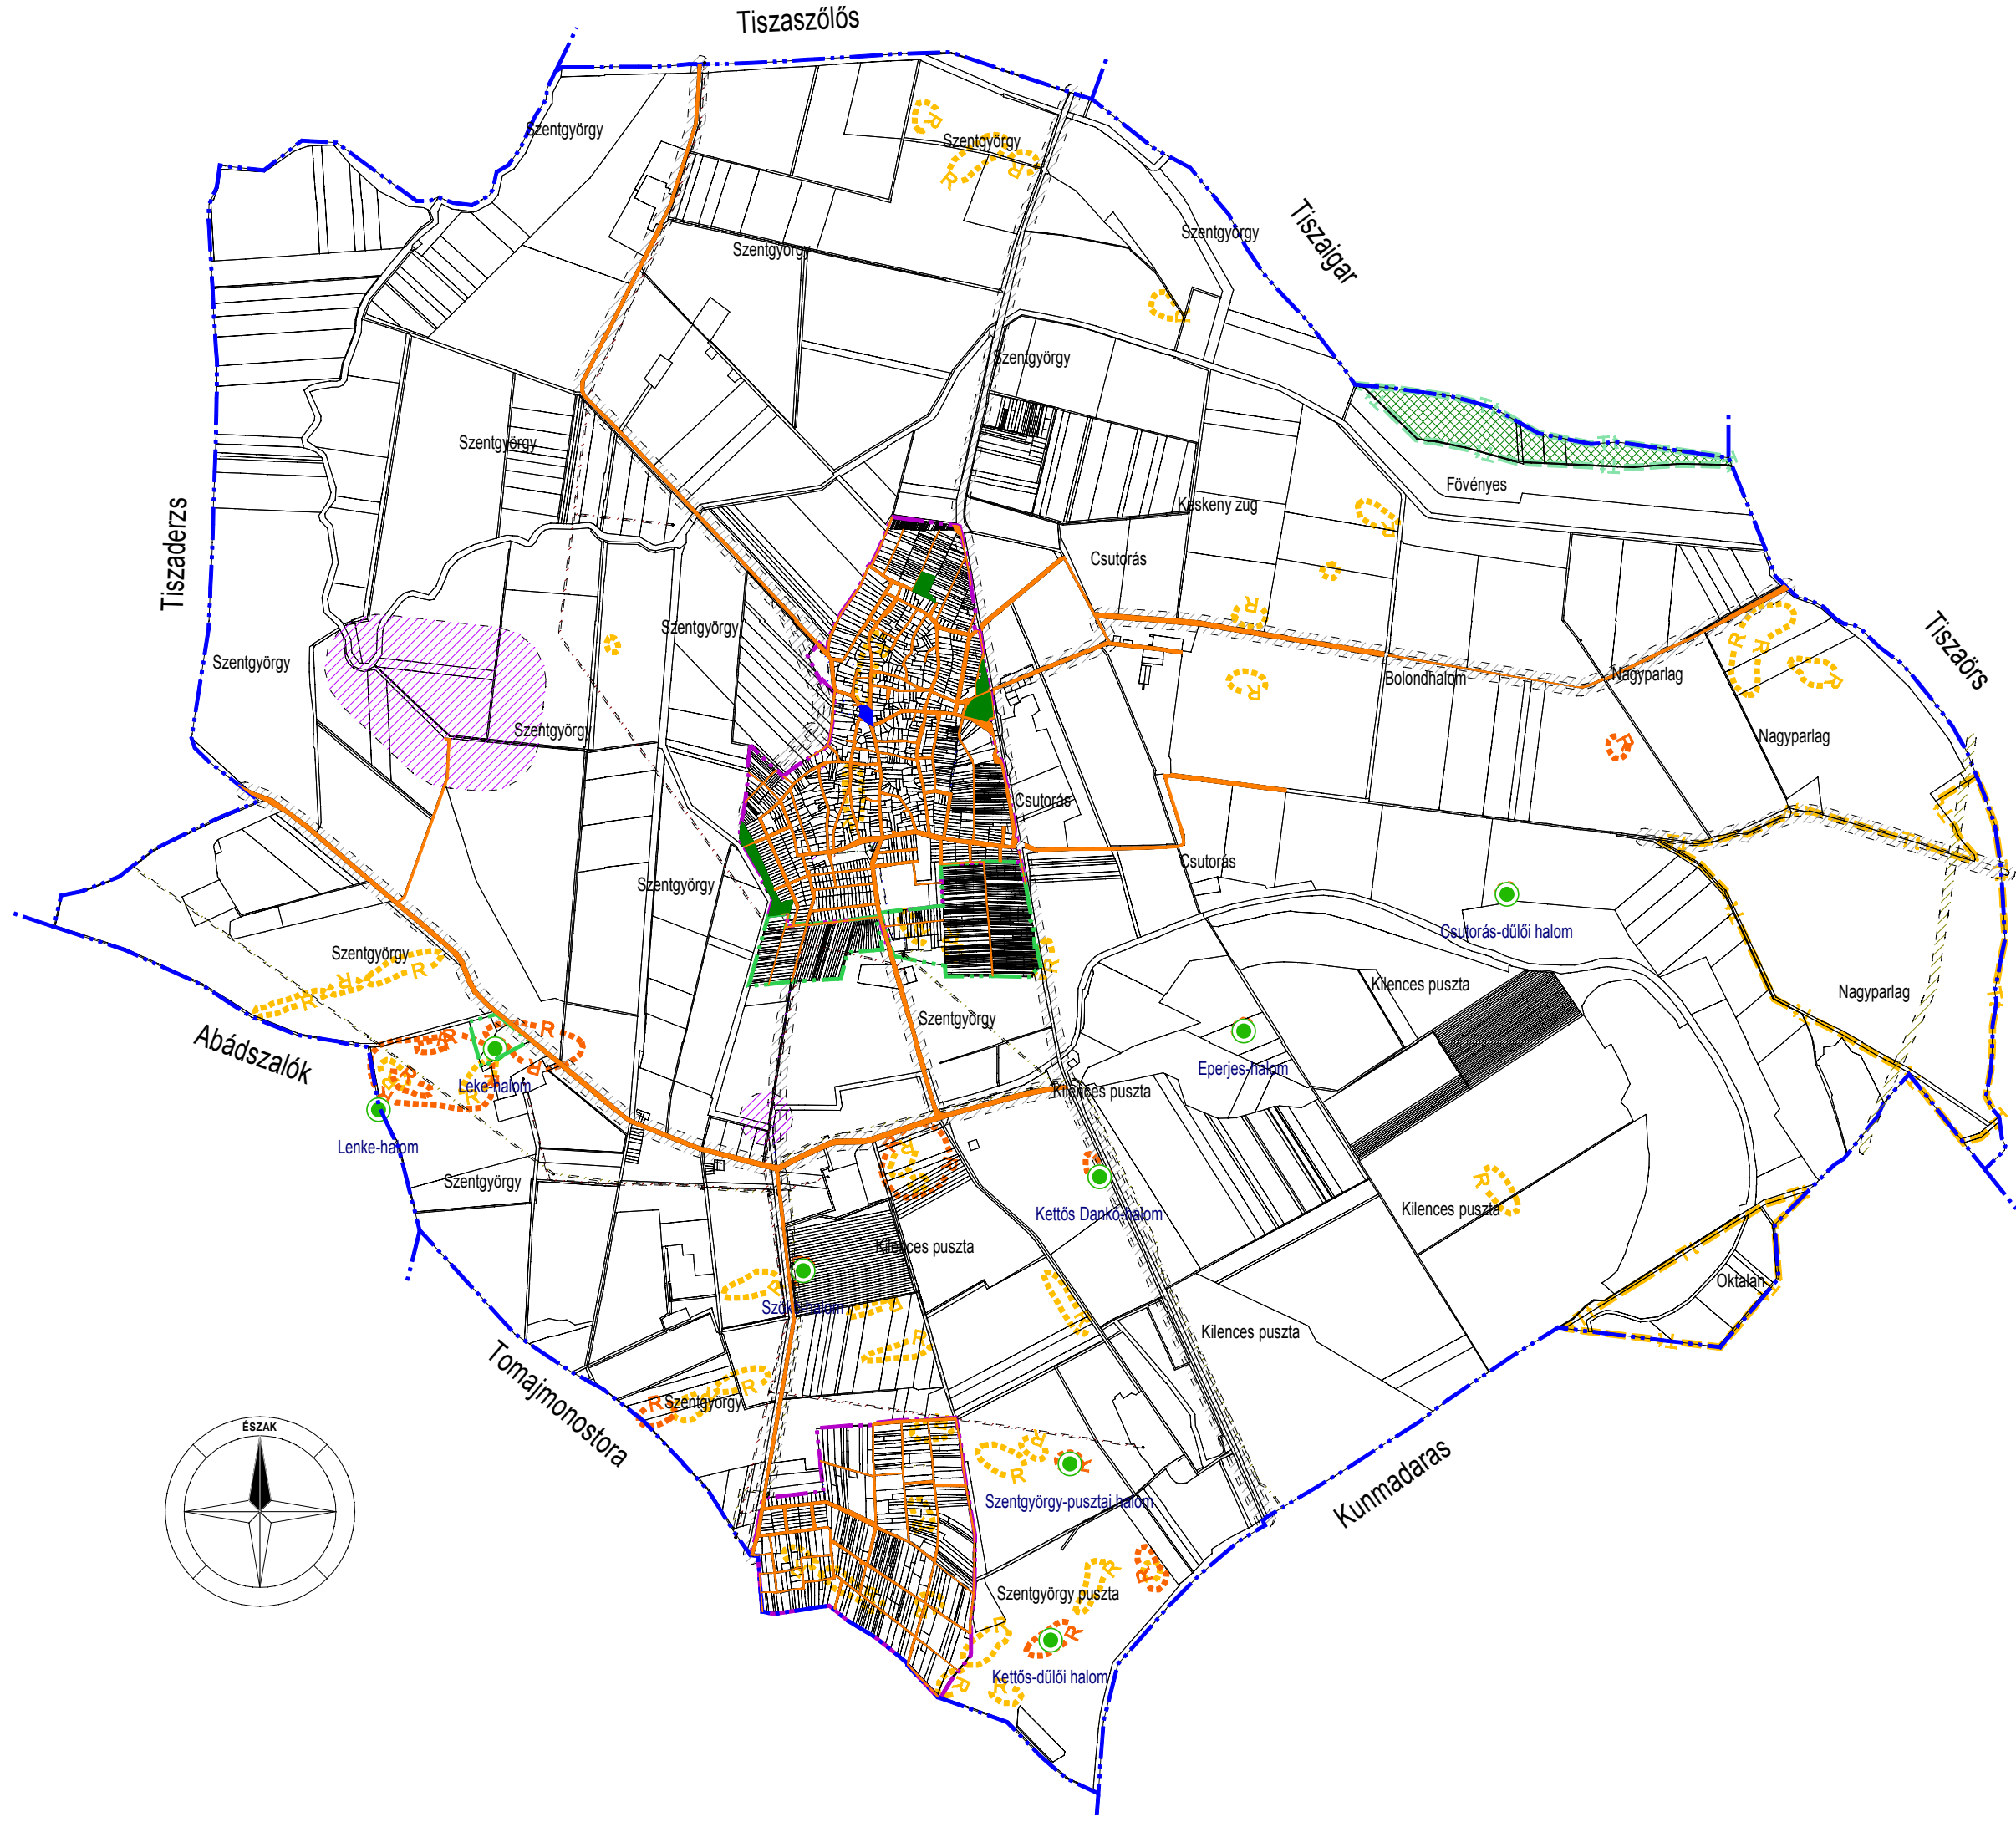 Tiszaszőlős
Szentgyörgy
Szentgyörgy
R
R
R
Szentgyörgy
Szentgyörgy
Tiszaigar
R
Szentgyörgy
Szentgyörgy
Fövényes
Keskeny zug
R
Tiszaderzs
Csutorás
R
Szentgyörgy
Szentgyörgy
R
R
R
Tiszaörs
Bolondhalom
Nagyparlag
R
Szentgyörgy
Nagyparlag
R
Csutorás
Csutorás
Szentgyörgy
Csutorás-dűlői halom
Szentgyörgy
R
R
R
Kilences puszta
Nagyparlag
Szentgyörgy
Abádszalók
R
R
Eperjes-halom
Leke-halom
R
R
R
Kilences puszta
Lenke-halom
R
Szentgyörgy
R
Kilences puszta
Kettős Dankó-halom
Kilences puszta
R
Oktalan
Szőke-halom
R
R
R
Kilences puszta
Tomajmonostora
R
R
Szentgyörgy
R
R
R
Kunmadaras
Szentgyörgy-pusztai halom
ÉSZAK
R
R
Szentgyörgy puszta
R
R
Kettős-dűlői halom
R
R